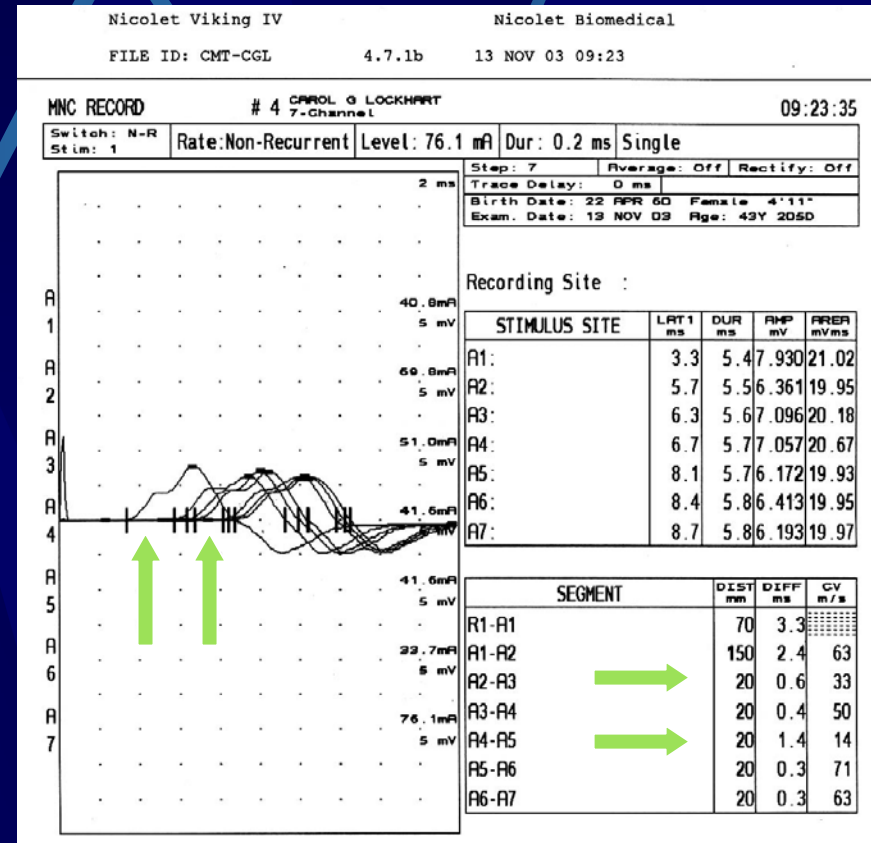 Nicolet Viking IV Nicolet Biomedical
FILE ID: CMT-CGL 4.7.1b 13 NOV 03 09:23
MNC RECORD # 4 CAROL G LOCKHART 09:23:35
7-Channel
Switch: N-R
Stim: 1
Rate:Non-Recurrent Level: 76.1 mA Dur: 0.2 ms Single
Step: 7 Average: Off Rectify: Off
Trace Delay: 0 ms
Birth Date: 22 APR 60 Female 4'11"
Exam. Date: 13 NOV 03 Age: 43Y 205D
2 ms
A1 40.8mA 5 mV
A2 69.8mA 5 mV
A3 51.0mA 5 mV
A4 41.6mA mV
A5 41.6mA 5 mV
A6 33.7mA 5 mV
A7 76.1mA 5 mV
Recording Site :
STIMULUS SITE LAT1 ms DUR ms AMP mV AREA mVms
A1: 3.3 5.4 7.930 21.02
A2: 5.7 5.5 6.361 19.95
A3: 6.3 5.6 7.096 20.18
A4: 6.7 5.7 7.057 20.67
A5: 8.1 5.7 6.172 19.93
A6: 8.4 5.8 6.413 19.95
A7: 8.7 5.8 6.193 19.97
SEGMENT DIST mm DIFF ms CV m/s
R1-A1 70 3.3
A1-A2 150 2.4 63
A2-A3 20 0.6 33
A3-A4 20 0.4 50
A4-A5 20 1.4 14
A5-A6 20 0.3 71
A6-A7 20 0.3 63